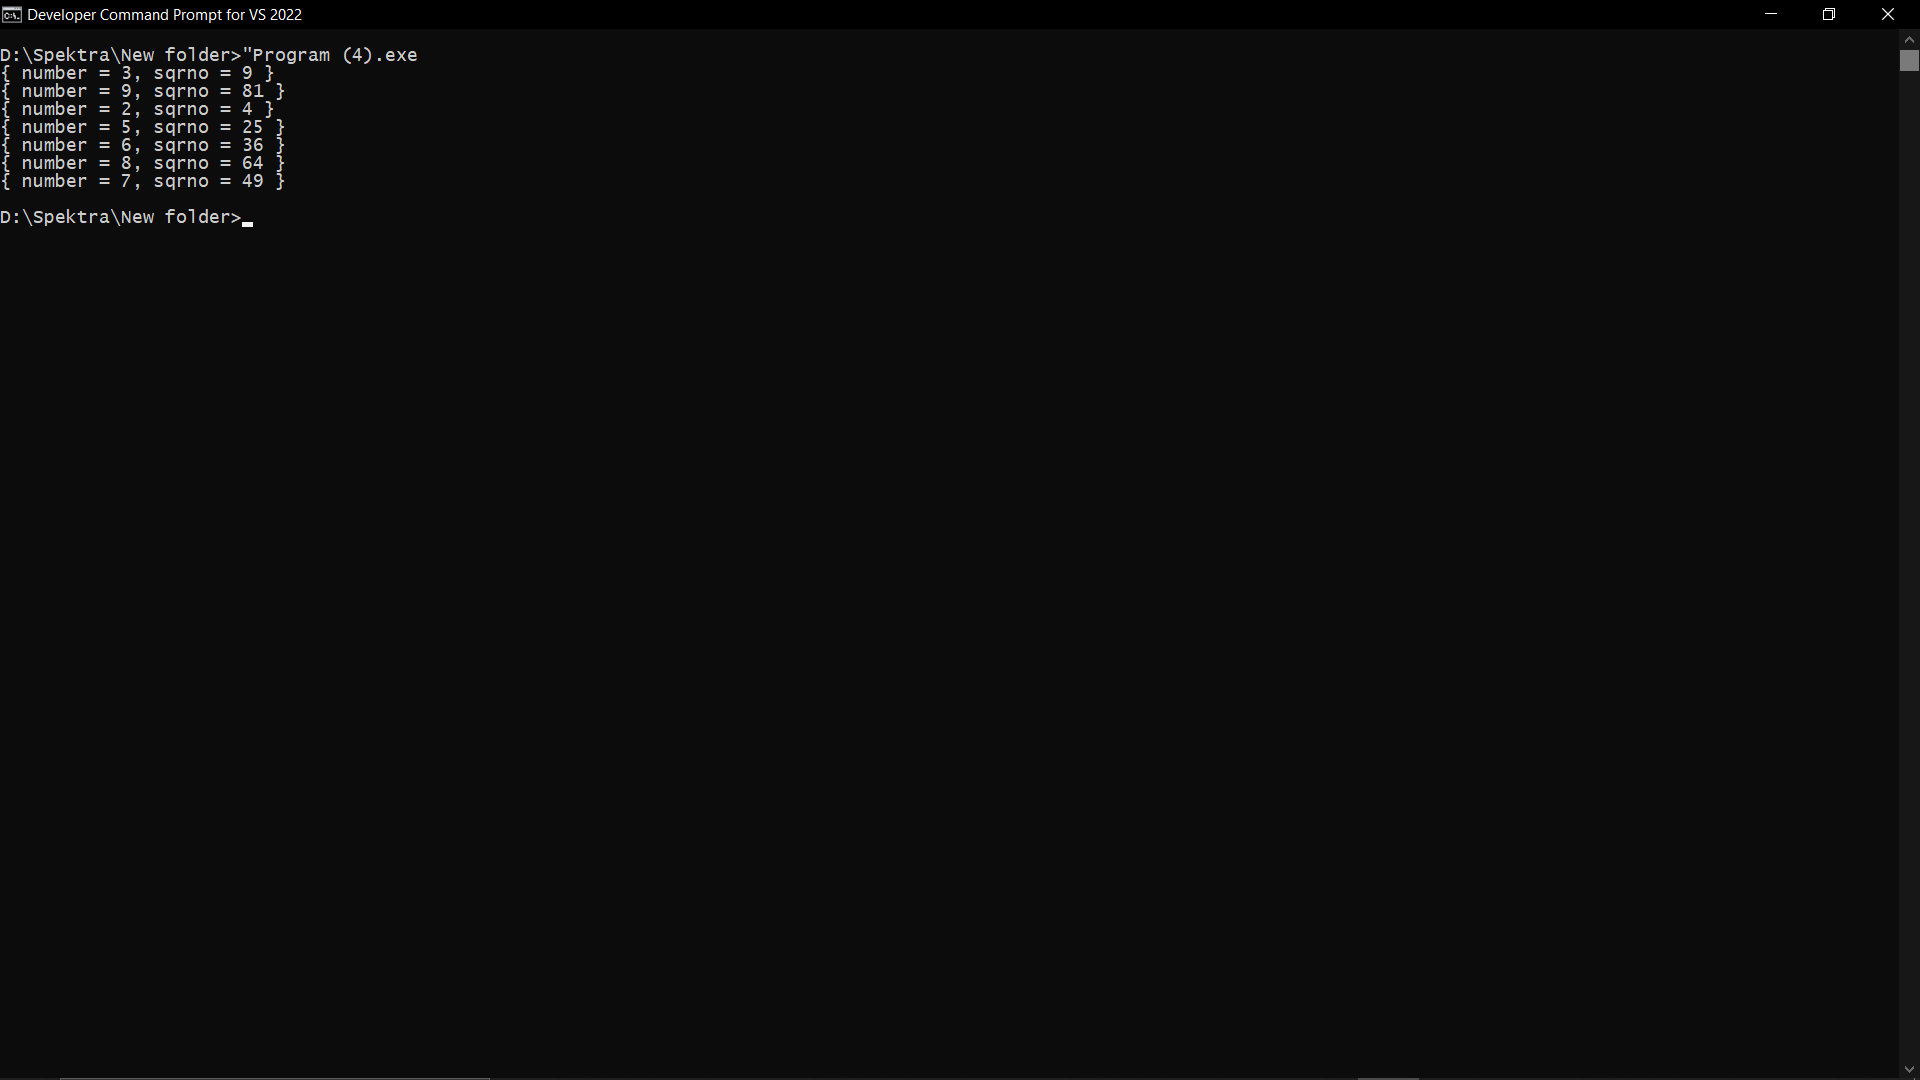 Developer Command Prompt for VS 2022
D:\Spektra\New folder>"Program (4).exe
{ number = 3, sqrno = 9 }
{ number = 9, sqrno = 81 }
{ number = 2, sqrno = 4 }
{ number = 5, sqrno = 25 }
{ number = 6, sqrno = 36 }
{ number = 8, sqrno = 64 }
{ number = 7, sqrno = 49 }
D:\Spektra\New folder>